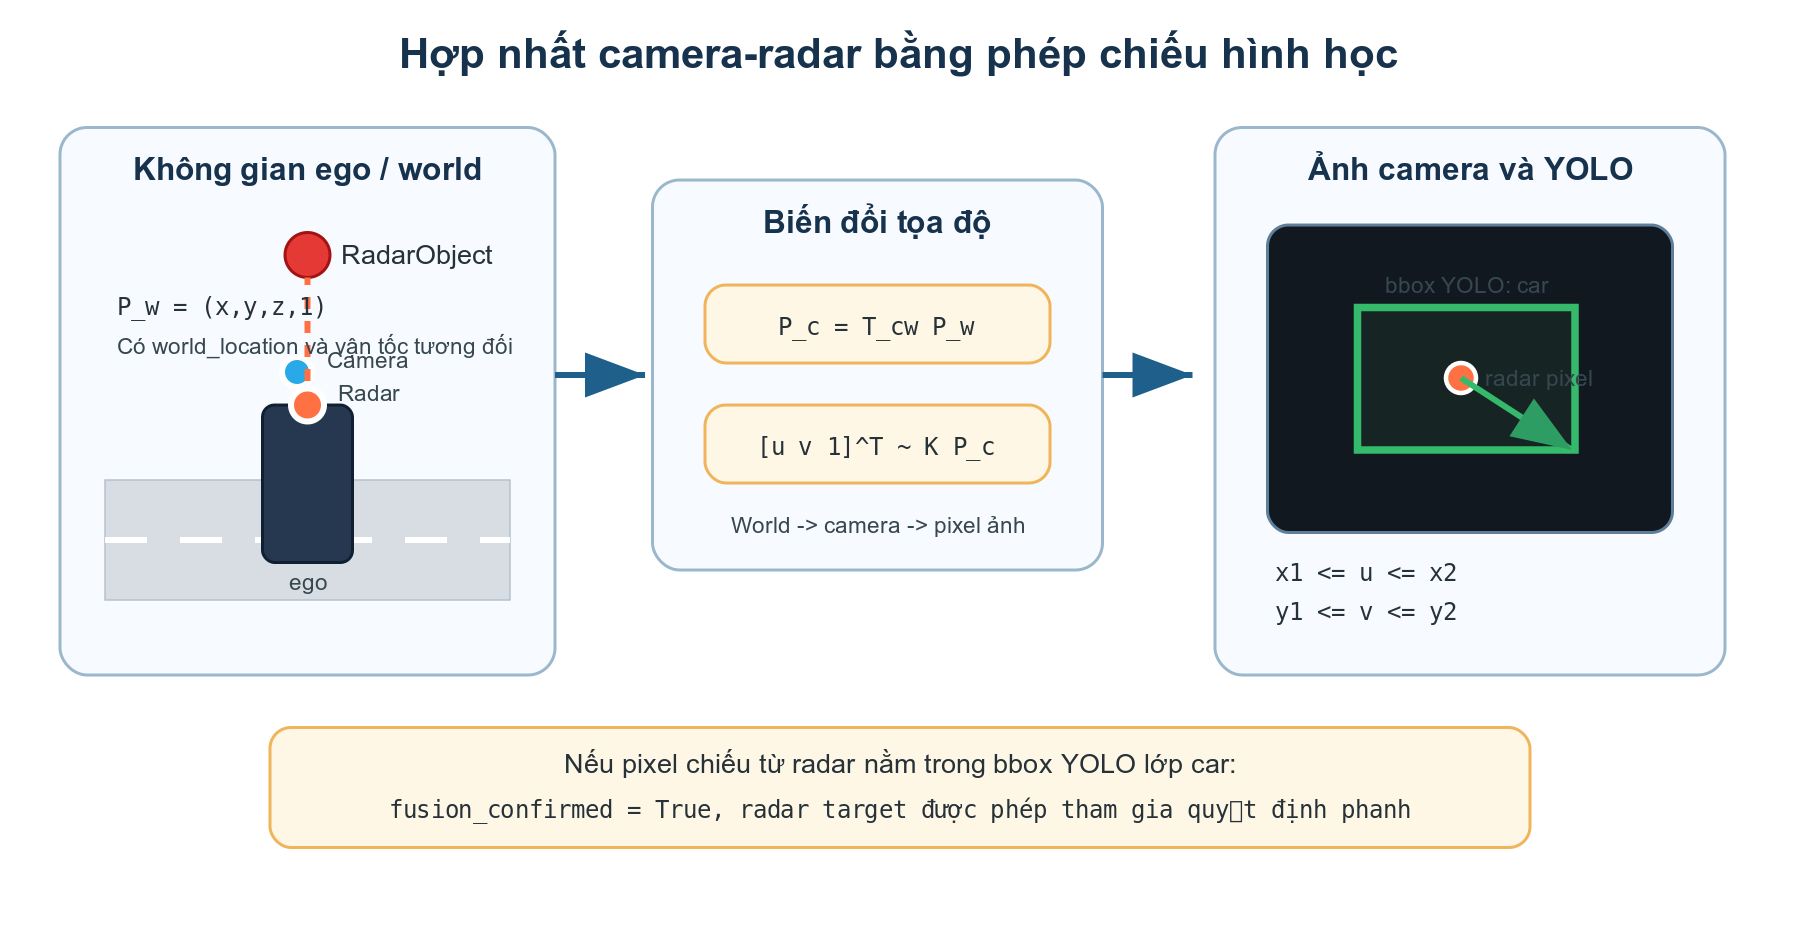 Hợp nhất camera-radar bằng phép chiếu hình học
Không gian ego / world
RadarObject
P_w = (x,y,z,1)
Có world_location và vận tốc tương đối
Camera
Radar
ego
Biến đổi tọa độ
P_c = T_cw P_w
[u v 1]^T ~ K P_c
World -> camera -> pixel ảnh
Ảnh camera và YOLO
bbox YOLO: car
radar pixel
x1 <= u <= x2
y1 <= v <= y2
Nếu pixel chiếu từ radar nằm trong bbox YOLO lớp car:
fusion_confirmed = True, radar target được phép tham gia quy□t định phanh